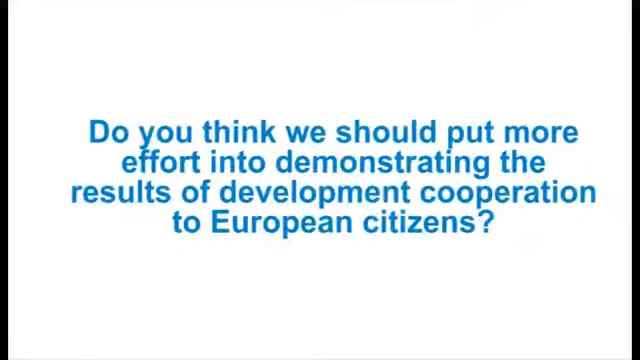 Do you think we should put more
effort into demonstrating the
results of development cooperation
to European citizens?